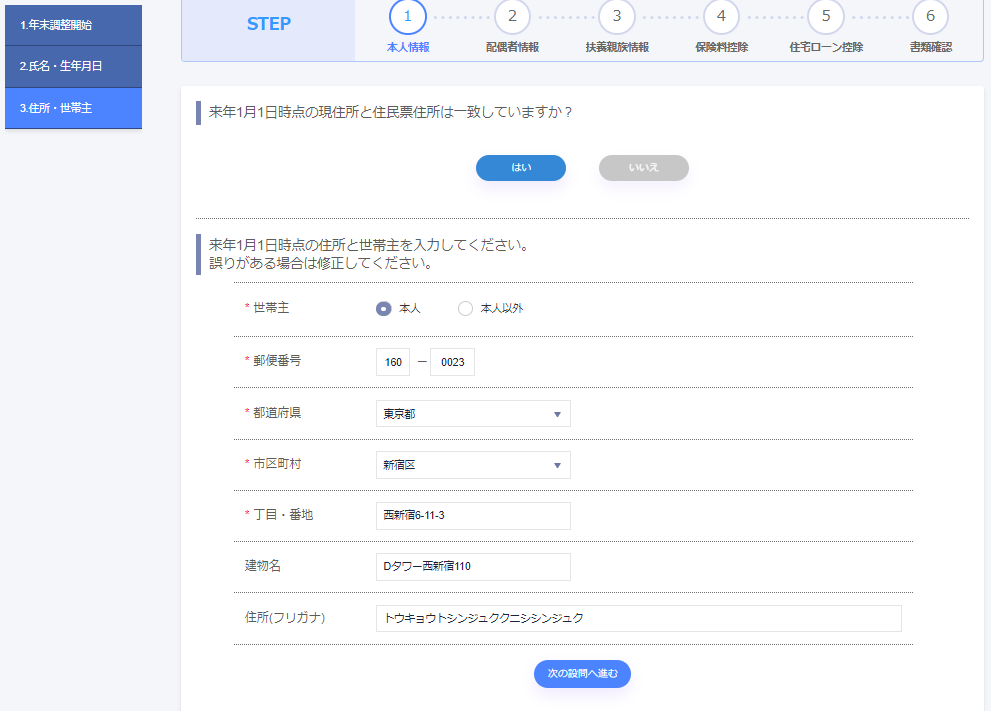 1.年末調整開始
2.氏名・生年月日
3.住所・世帯主
STEP
1 2 3 4 5 6
本人情報 配偶者情報 扶養親族情報 保険料控除 住宅ローン控除 書類確認
来年1月1日時点の現住所と住民票住所は一致していますか？
はい いいえ
来年1月1日時点の住所と世帯主を入力してください。
誤りがある場合は修正してください。
* 世帯主 本人 本人以外
* 郵便番号 160 － 0023
* 都道府県 東京都
* 市区町村 新宿区
* 丁目・番地 西新宿6-11-3
建物名 Dタワー西新宿110
住所(フリガナ) トウキョウトシンジュククニシシンジュク
次の設問へ進む